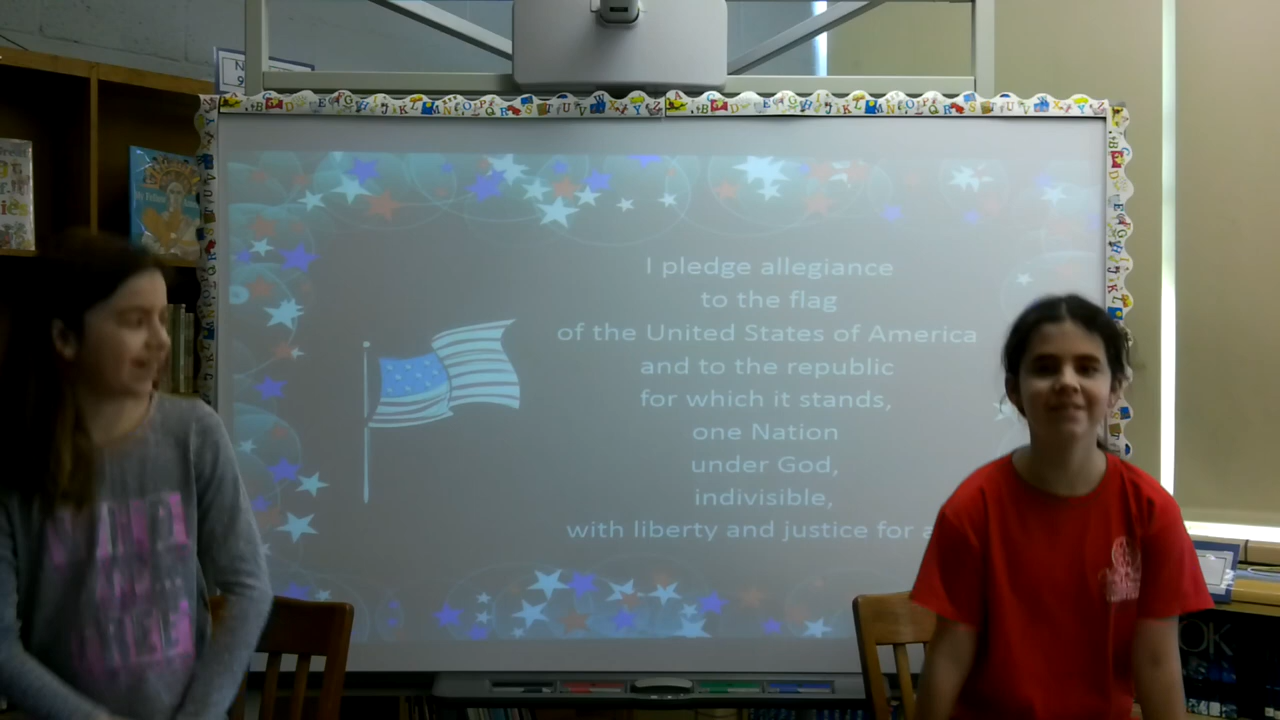 I pledge allegiance
to the flag
of the United States of America
and to the republic
for which it stands,
one Nation
under God,
indivisible,
with liberty and justice for a